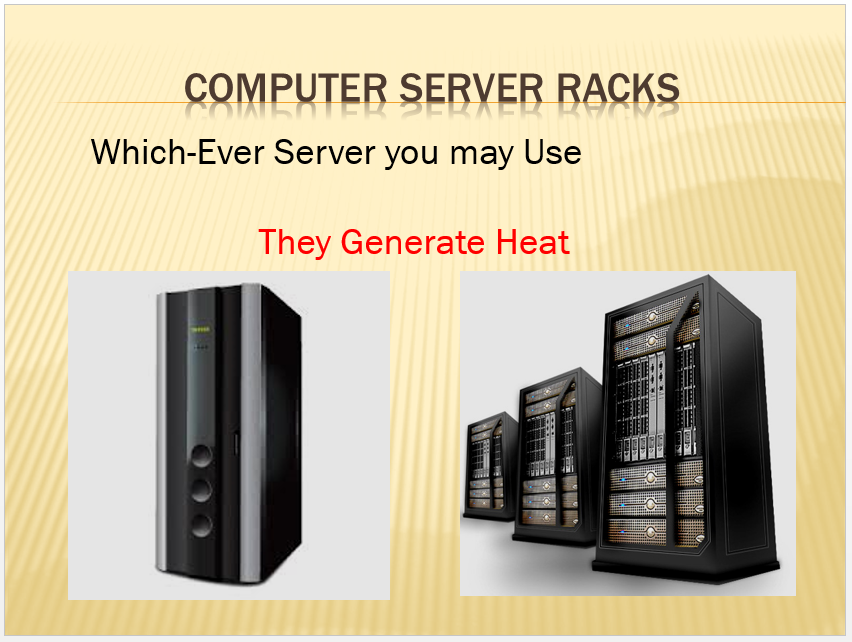 COMPUTER SERVER RACKS
Which-Ever Server you may Use
They Generate Heat